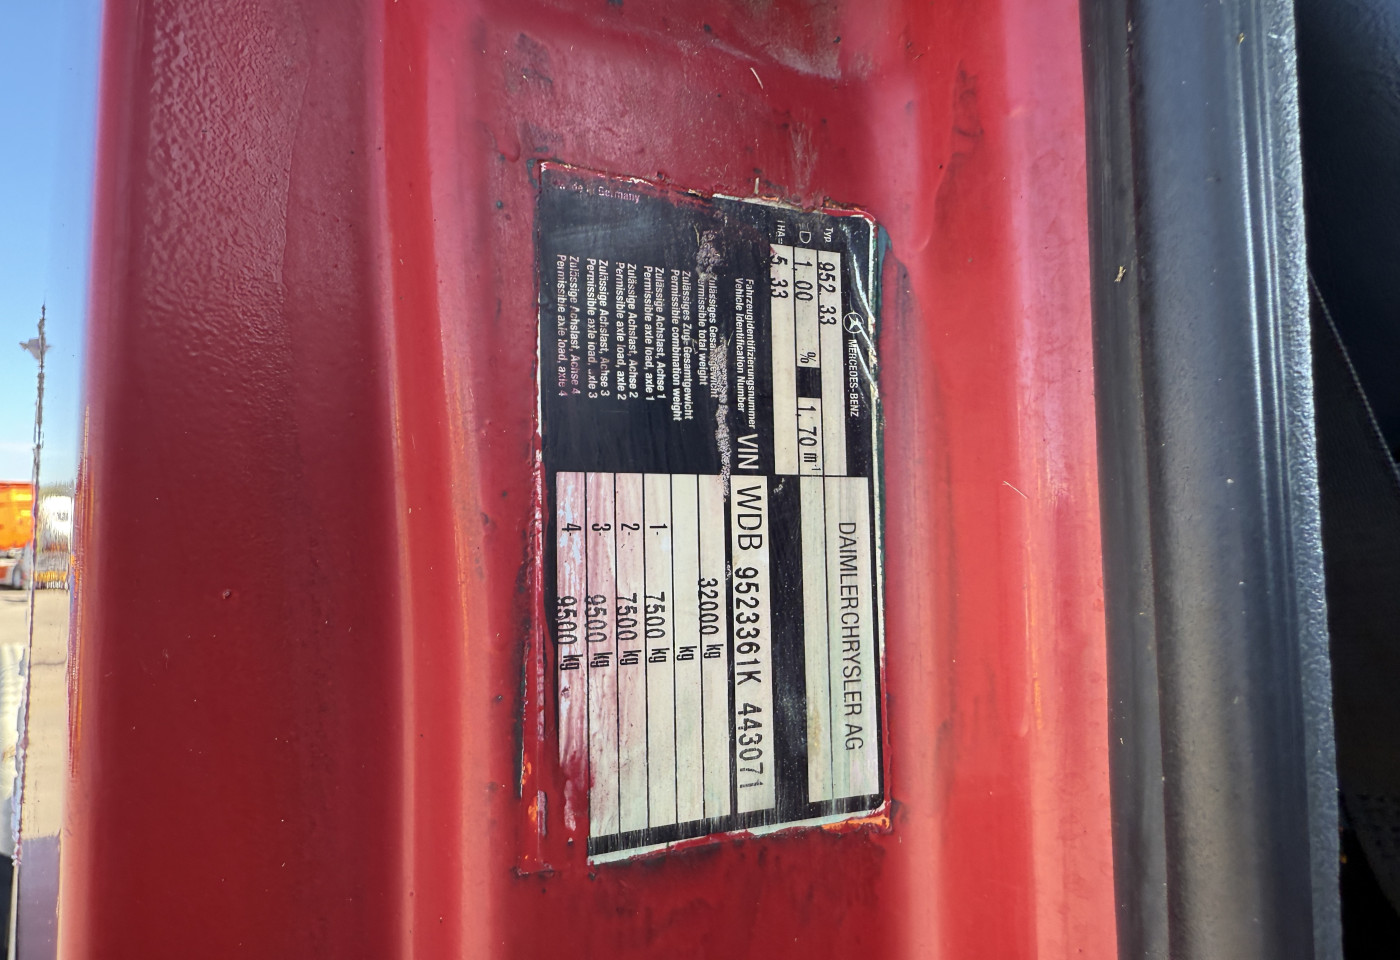 MERCEDES-BENZ
DAIMLERCHRYSLER AG
Typ 952.33
D 1,00 % 1,70 m⁻¹
5.33
Fahrzeugidentifizierungsnummer
Vehicle Identification Number VIN WDB 9523361K 443071
Zulässiges Gesamtgewicht
Permissible total weight 32000 kg
Zulässiges Zug-Gesamtgewicht
Permissible combination weight kg
Zulässige Achslast, Achse 1
Permissible axle load, axle 1 1- 7500 kg
Zulässige Achslast, Achse 2
Permissible axle load, axle 2 2- 7500 kg
Zulässige Achslast, Achse 3
Permissible axle load, axle 3 3- 9500 kg
Zulässige Achslast, Achse 4
Permissible axle load, axle 4 4- 9500 kg
Germany